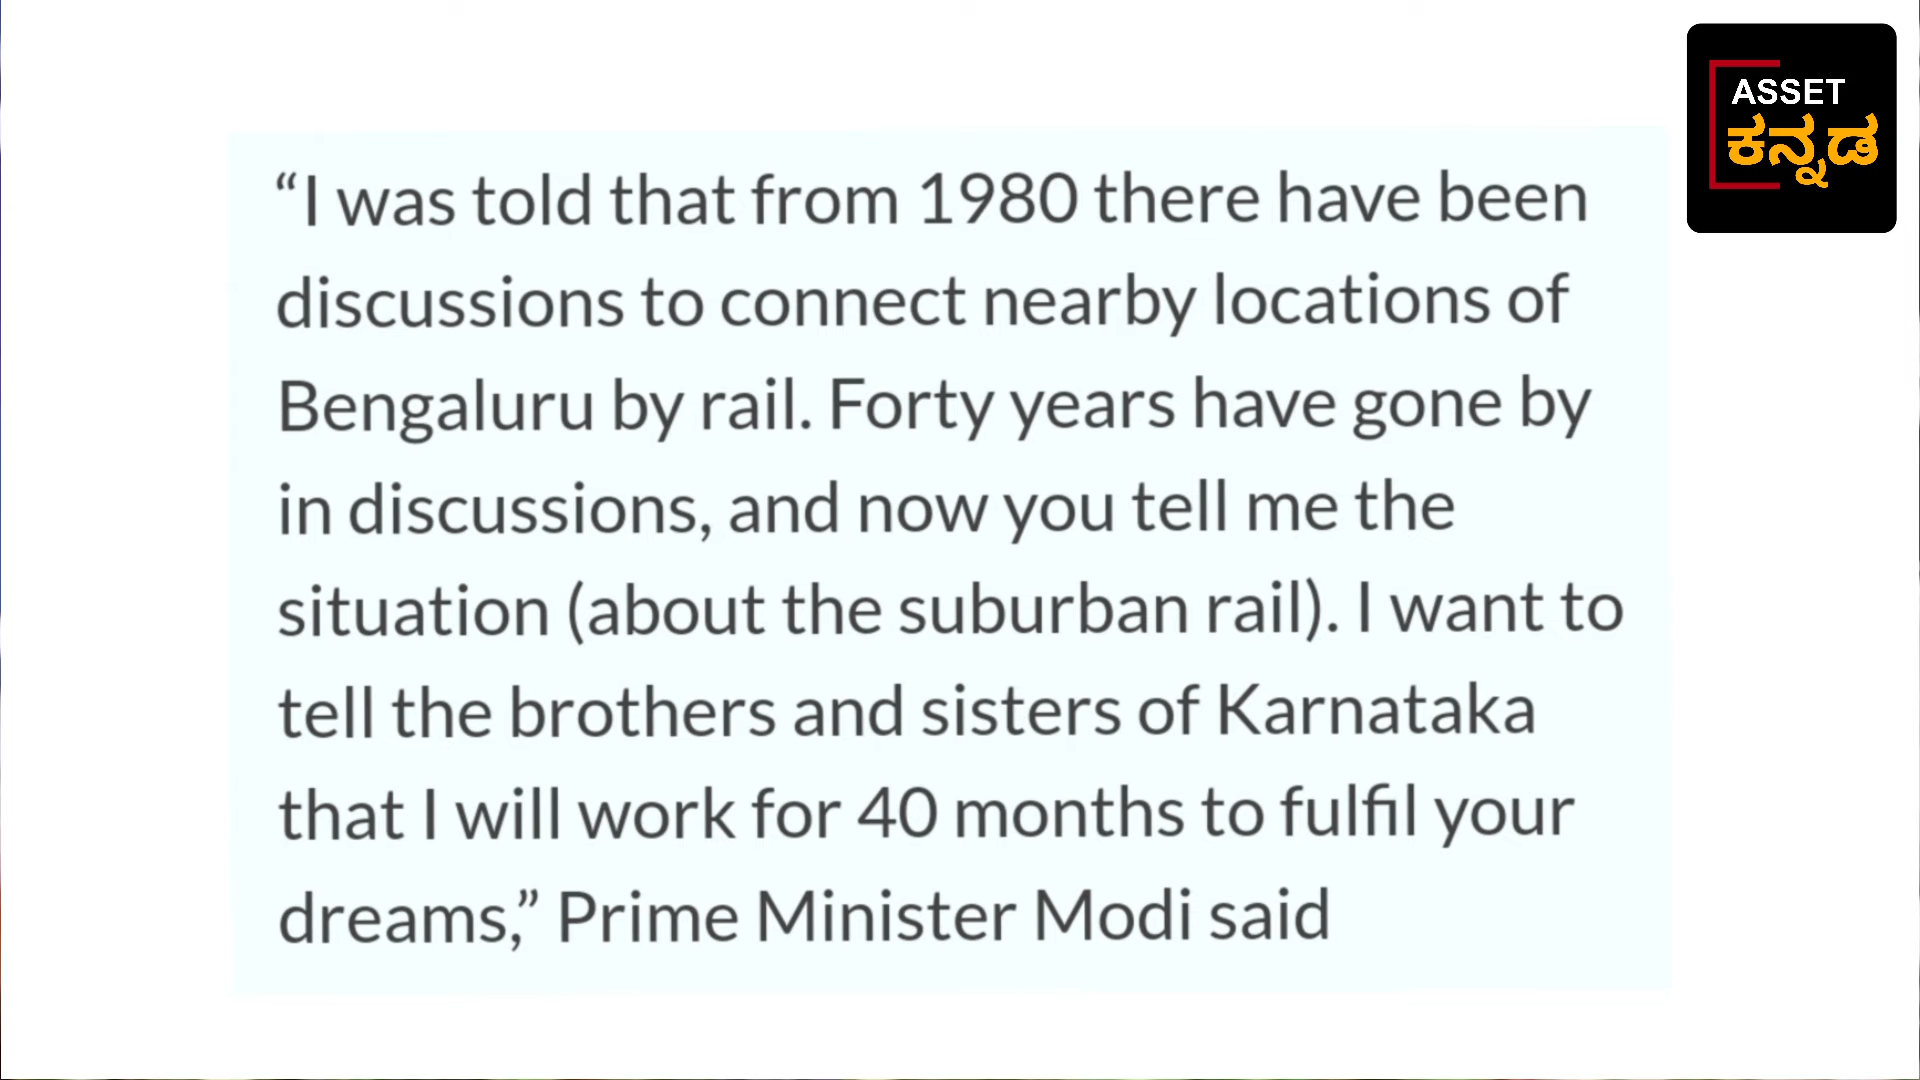 ASSET
ಕನ್ನಡ
“I was told that from 1980 there have been
discussions to connect nearby locations of
Bengaluru by rail. Forty years have gone by
in discussions, and now you tell me the
situation (about the suburban rail). I want to
tell the brothers and sisters of Karnataka
that I will work for 40 months to fulfil your
dreams,” Prime Minister Modi said